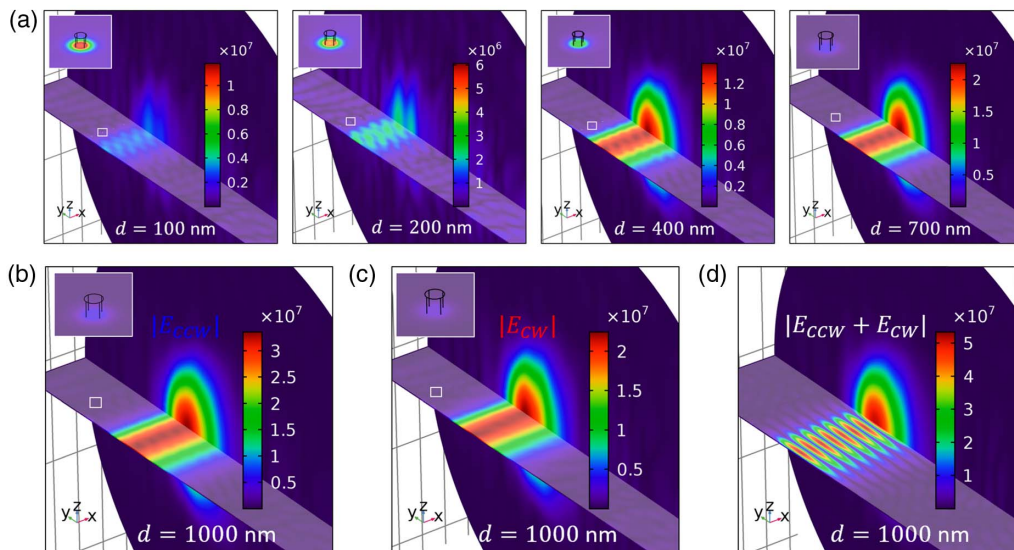 (a)
×10⁷
1
0.8
0.6
0.4
0.2
y z x
d = 100 nm
×10⁶
6
5
4
3
2
1
y z x
d = 200 nm
×10⁷
1.2
1
0.8
0.6
0.4
0.2
y z x
d = 400 nm
×10⁷
2
1.5
1
0.5
y z x
d = 700 nm
(b)
|E_CCW|
×10⁷
3
2.5
2
1.5
1
0.5
y z x
d = 1000 nm
(c)
|E_CW|
×10⁷
2
1.5
1
0.5
y z x
d = 1000 nm
(d)
|E_CCW + E_CW|
×10⁷
5
4
3
2
1
y z x
d = 1000 nm